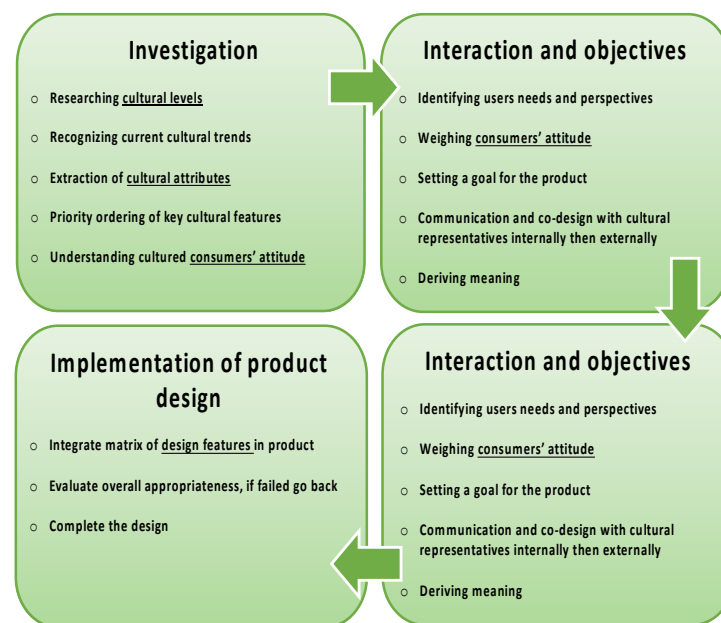 Investigation
○ Researching cultural levels
○ Recognizing current cultural trends
○ Extraction of cultural attributes
○ Priority ordering of key cultural features
○ Understanding cultured consumers' attitude
Interaction and objectives
○ Identifying users needs and perspectives
○ Weighing consumers' attitude
○ Setting a goal for the product
○ Communication and co-design with cultural
representatives internally then externally
○ Deriving meaning
Interaction and objectives
○ Identifying users needs and perspectives
○ Weighing consumers' attitude
○ Setting a goal for the product
○ Communication and co-design with cultural
representatives internally then externally
○ Deriving meaning
Implementation of product
design
○ Integrate matrix of design features in product
○ Evaluate overall appropriateness, if failed go back
○ Complete the design